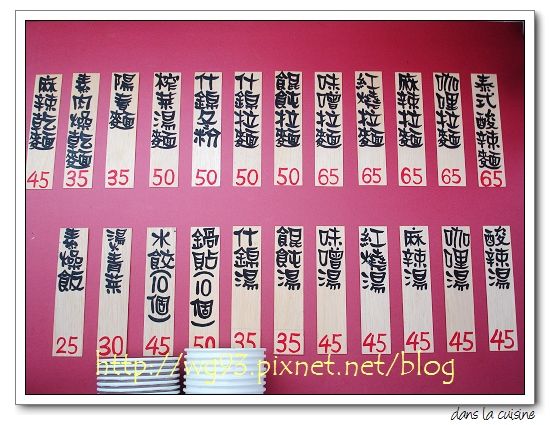 麻辣乾麵 45
素肉燥乾麵 35
陽春麵 35
榨菜湯麵 50
什錦冬粉 50
什錦拉麵 50
餛飩拉麵 50
味噌拉麵 65
紅燒拉麵 65
麻辣拉麵 65
咖哩拉麵 65
泰式酸辣麵 65
素燥飯 25
燙青菜 30
水餃(10個) 45
鍋貼(10個) 50
什錦湯 35
餛飩湯 35
味噌湯 45
紅燒湯 45
麻辣湯 45
咖哩湯 45
酸辣湯 45
http://wg93.pixnet.net/blog
dans la cuisine